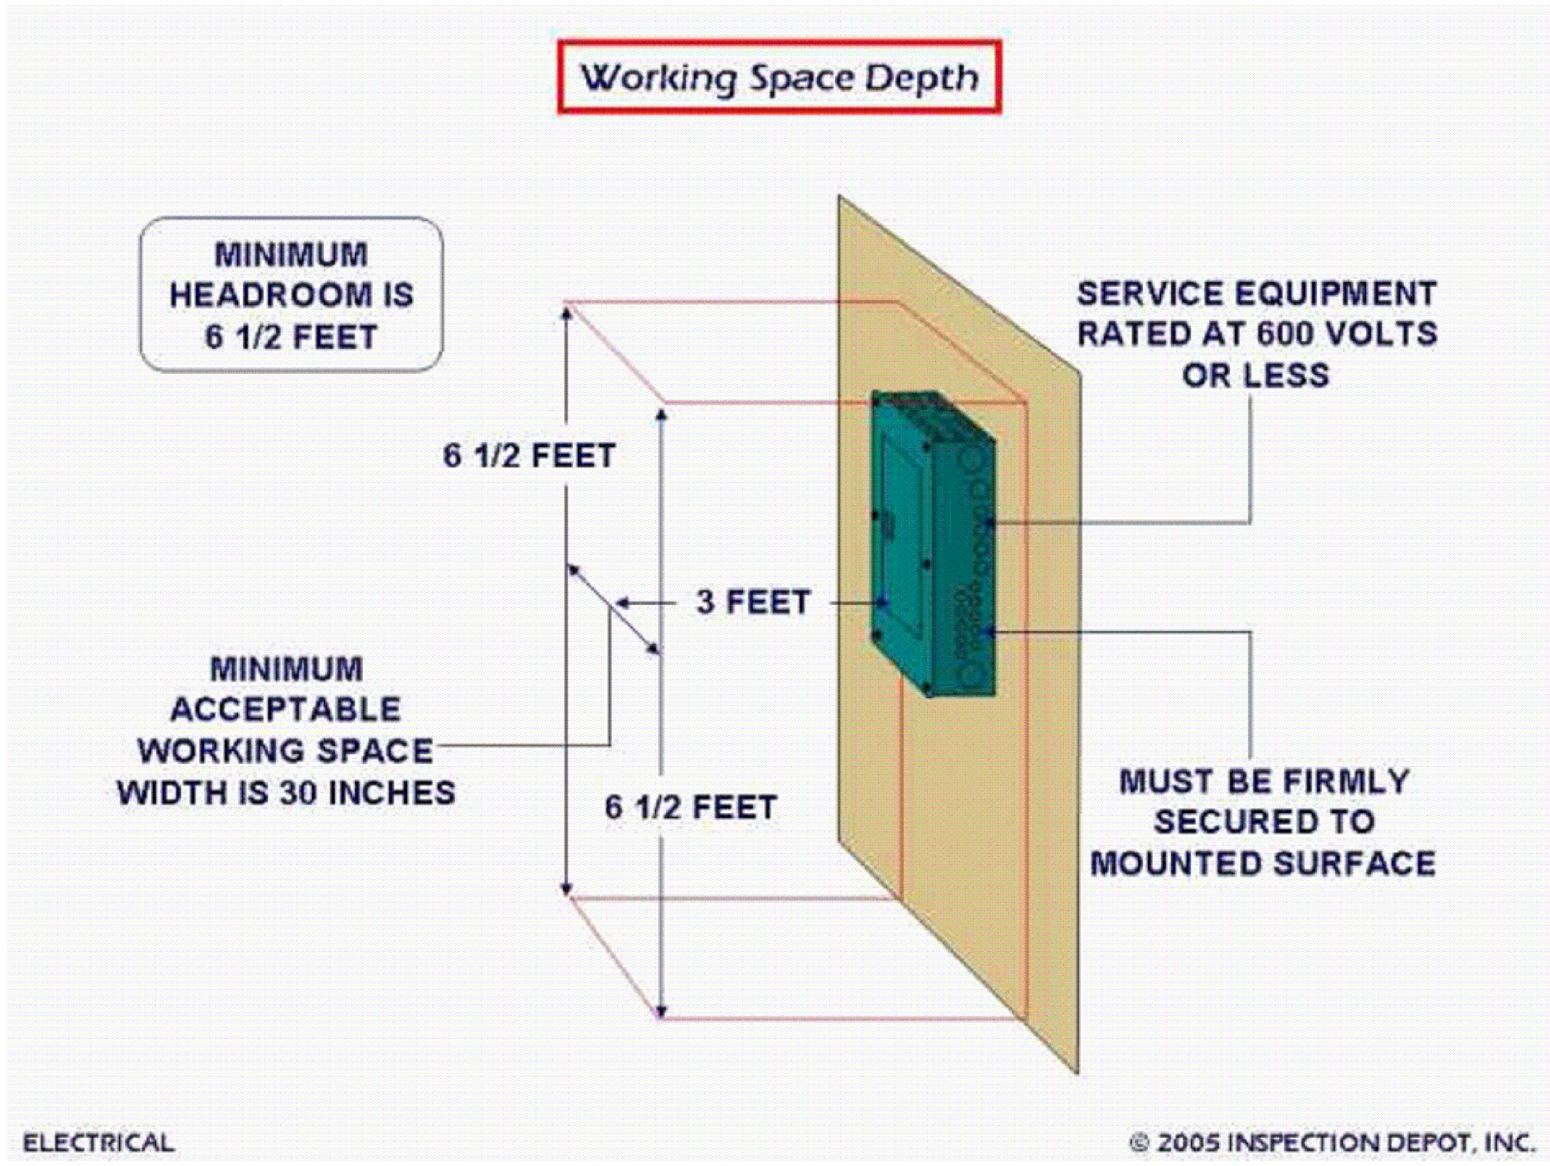 Working Space Depth
MINIMUM
HEADROOM IS
6 1/2 FEET
SERVICE EQUIPMENT
RATED AT 600 VOLTS
OR LESS
6 1/2 FEET
3 FEET
MINIMUM
ACCEPTABLE
WORKING SPACE
WIDTH IS 30 INCHES
6 1/2 FEET
MUST BE FIRMLY
SECURED TO
MOUNTED SURFACE
ELECTRICAL
© 2005 INSPECTION DEPOT, INC.